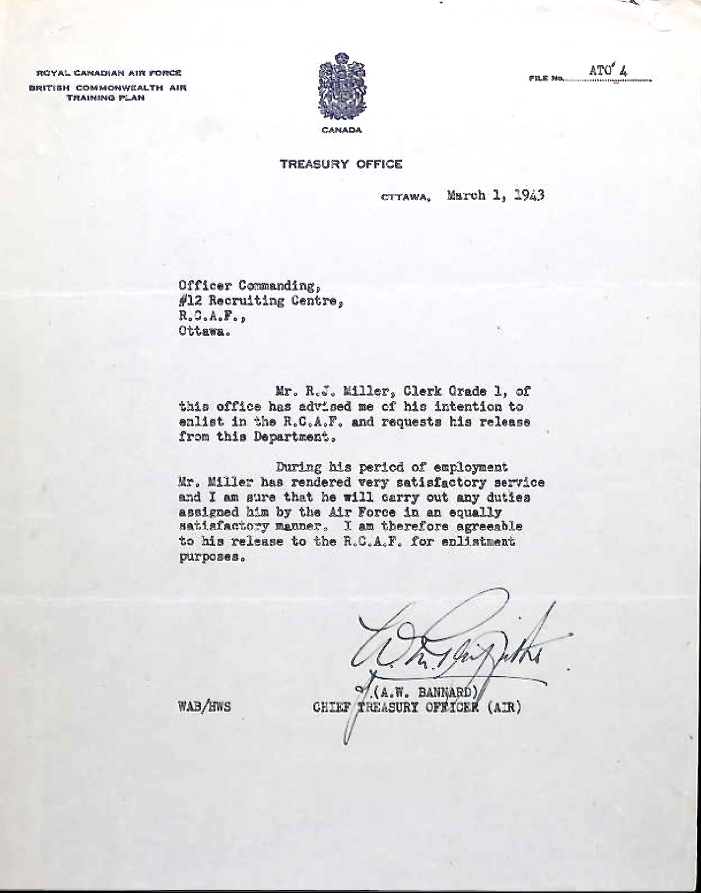 ROYAL CANADIAN AIR FORCE
BRITISH COMMONWEALTH AIR
TRAINING PLAN
CANADA
FILE No. ATO' 4
TREASURY OFFICE
OTTAWA, March 1, 1943
Officer Commanding,
#12 Recruiting Centre,
R.C.A.F.,
Ottawa.
Mr. R.J. Miller, Clerk Grade 1, of
this office has advised me of his intention to
enlist in the R.C.A.F. and requests his release
from this Department.
During his period of employment
Mr. Miller has rendered very satisfactory service
and I am sure that he will carry out any duties
assigned him by the Air Force in an equally
satisfactory manner. I am therefore agreeable
to his release to the R.C.A.F. for enlistment
purposes.
(A.W. BANNARD)
WAB/HWS CHIEF TREASURY OFFICER (AIR)